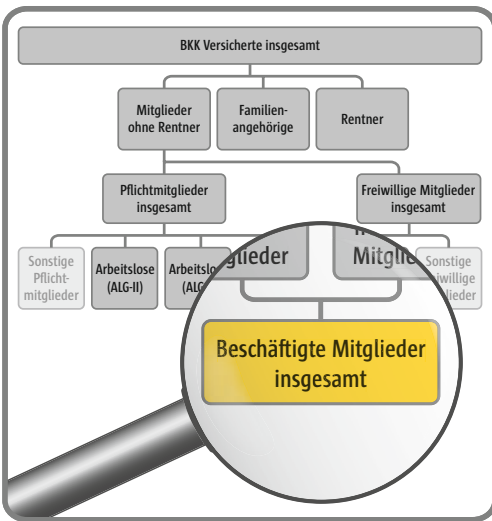 BKK Versicherte insgesamt
Mitglieder
ohne Rentner
Familien-
angehörige
Rentner
Pflichtmitglieder
insgesamt
Freiwillige Mitglieder
insgesamt
Sonstige
Pflicht-
mitglieder
Arbeitslose
(ALG-II)
Arbeitslo
(ALG
glieder
Mitglie
Sonstige
iwillige
lieder
Beschäftigte Mitglieder
insgesamt